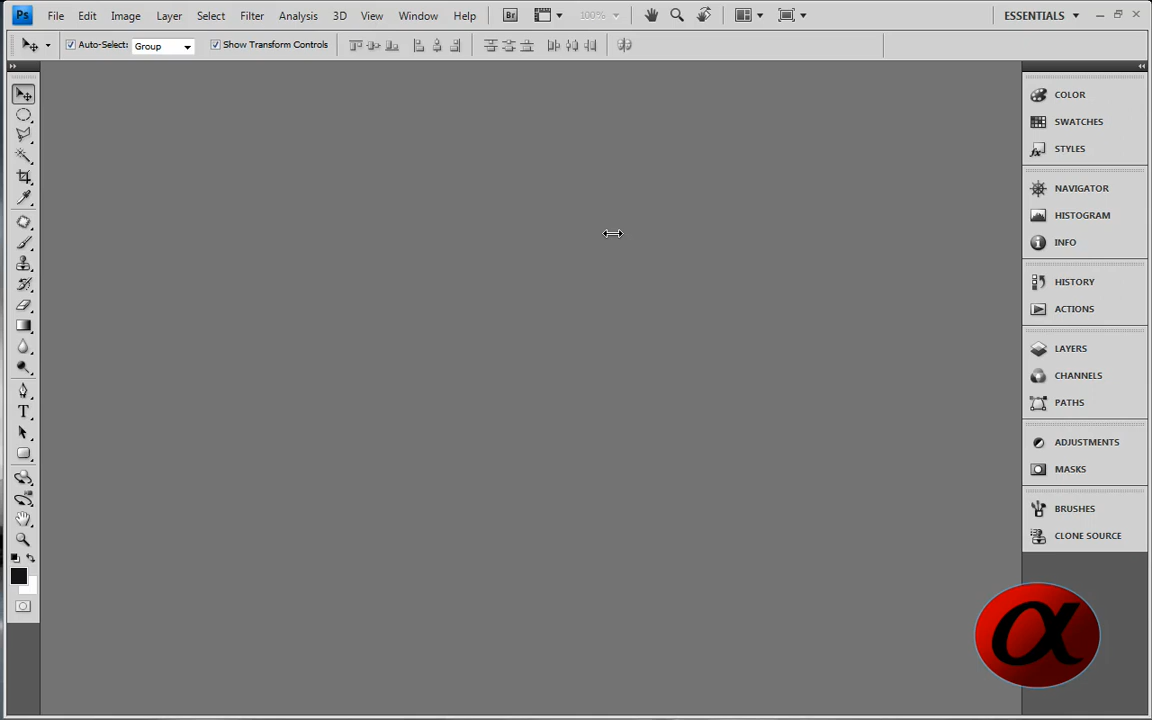 Ps File Edit Image Layer Select Filter Analysis 3D View Window Help Br 100% ESSENTIALS
Auto-Select: Group Show Transform Controls
COLOR
SWATCHES
STYLES
NAVIGATOR
HISTOGRAM
INFO
HISTORY
ACTIONS
LAYERS
CHANNELS
PATHS
ADJUSTMENTS
MASKS
BRUSHES
CLONE SOURCE
α